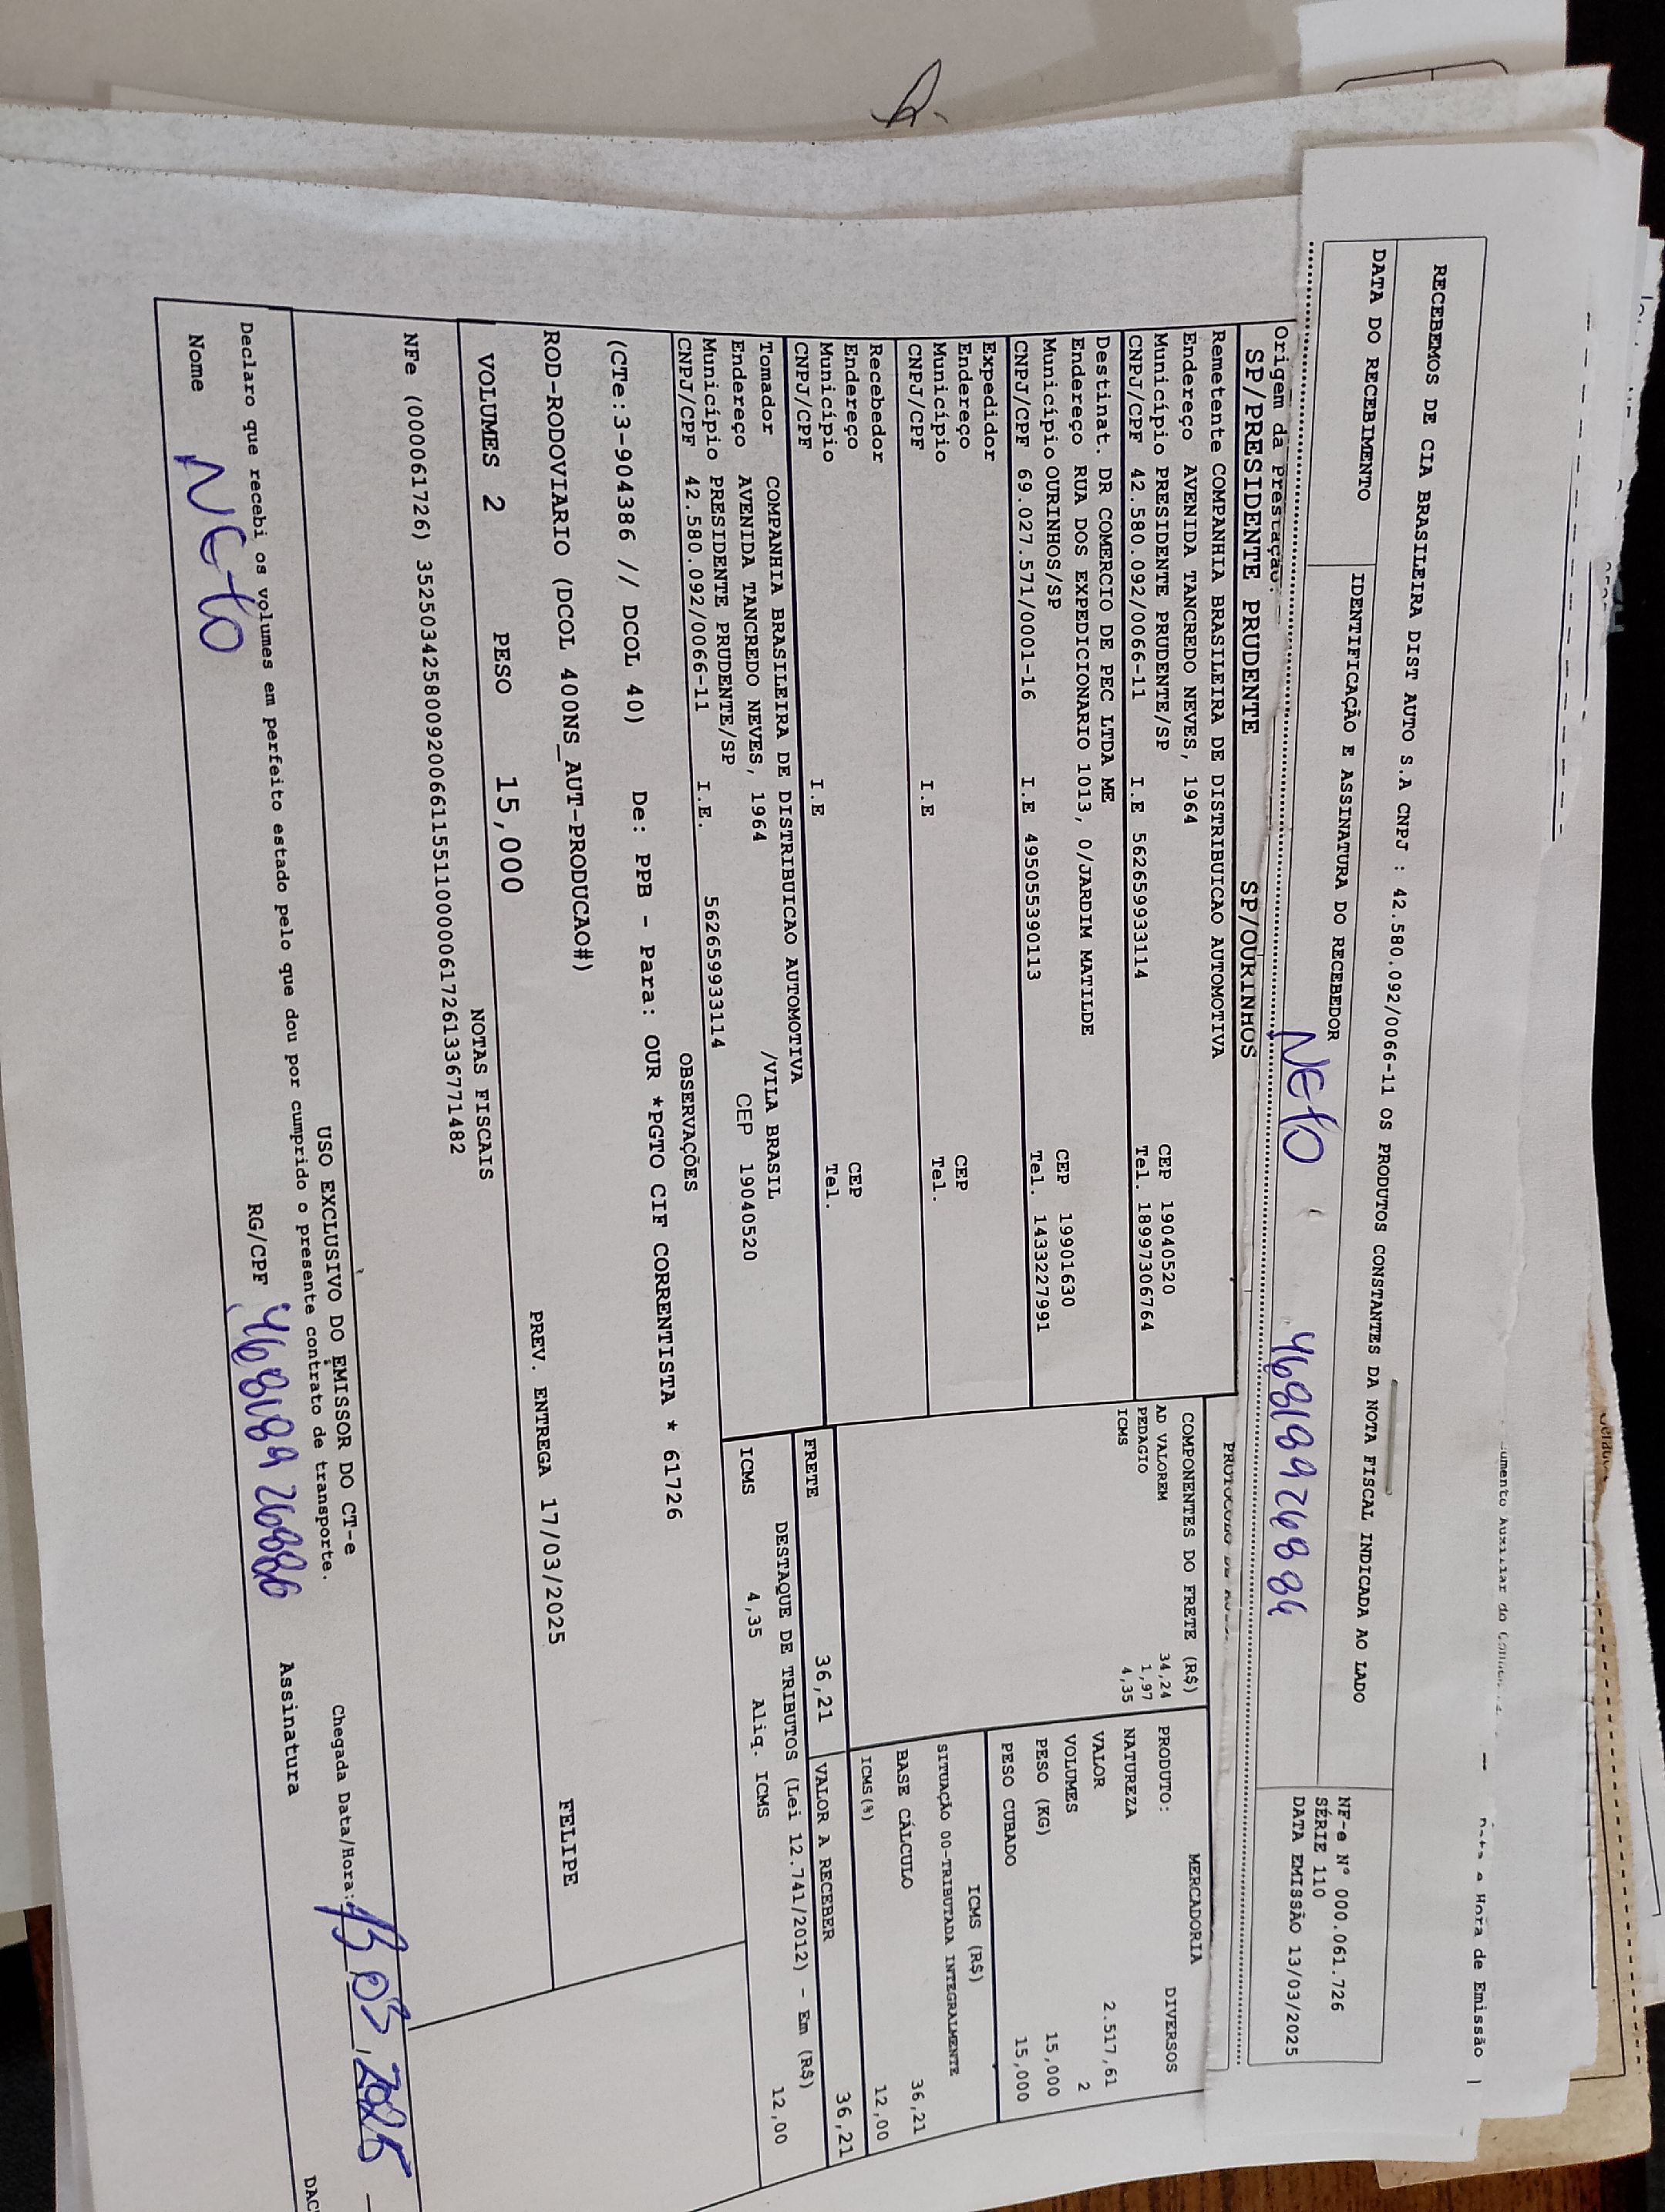 RECEBEMOS DE CIA BRASILEIRA DIST AUTO S.A CNPJ : 42.580.092/0066-11 OS PRODUTOS CONSTANTES DA NOTA FISCAL INDICADA AO LADO
DATA DO RECEBIMENTO
IDENTIFICAÇÃO E ASSINATURA DO RECEBEDOR
NEtO
NF-e N° 000.061.726
SÉRIE 110
DATA EMISSÃO 13/03/2025
Origem da Prestação:
SP/PRESIDENTE PRUDENTE SP/OURINHOS
Remetente COMPANHIA BRASILEIRA DE DISTRIBUICAO AUTOMOTIVA
Endereço AVENIDA TANCREDO NEVES, 1964
Município PRESIDENTE PRUDENTE/SP CEP 19040520
CNPJ/CPF 42.580.092/0066-11 I.E 562659933114 Tel. 18997306764
Destinat. DR COMERCIO DE PEC LTDA ME
Endereço RUA DOS EXPEDICIONARIO 1013, 0/JARDIM MATILDE
Município OURINHOS/SP CEP 19901630
CNPJ/CPF 69.027.571/0001-16 I.E 495055390113 Tel. 1433227991
Expedidor
Endereço
Município CEP
CNPJ/CPF I.E Tel.
Recebedor
Endereço
Município CEP
CNPJ/CPF I.E Tel.
Tomador COMPANHIA BRASILEIRA DE DISTRIBUICAO AUTOMOTIVA
Endereço AVENIDA TANCREDO NEVES, 1964 /VILA BRASIL
Município PRESIDENTE PRUDENTE/SP CEP 19040520
CNPJ/CPF 42.580.092/0066-11 I.E. 562659933114
COMPONENTES DO FRETE (R$)
AD VALOREM 34,24
PEDAGIO 1,97
ICMS 4,35
MERCADORIA
PRODUTO: DIVERSOS
NATUREZA
VALOR 2.517,61
VOLUMES 2
PESO (KG) 15,000
PESO CUBADO 15,000
ICMS (R$)
SITUAÇÃO 00-TRIBUTADA INTEGRALMENTE
BASE CÁLCULO 36,21
ICMS(%) 12,00
FRETE 36,21 VALOR A RECEBER 36,21
DESTAQUE DE TRIBUTOS (Lei 12.741/2012) - Em (R$)
ICMS 4,35 Aliq. ICMS 12,00
OBSERVAÇÕES
(CTe:3-904386 // DCOL 40) De: PPB - Para: OUR *PGTO CIF CORRENTISTA * 61726
ROD-RODOVIARIO (DCOL 400NS_AUT-PRODUCAO#)
PREV. ENTREGA 17/03/2025 FELIPE
VOLUMES 2 PESO 15,000
NOTAS FISCAIS
NFe (000061726) 35250342580092006611551100000617261336771482
USO EXCLUSIVO DO EMISSOR DO CT-e
Declaro que recebi os volumes em perfeito estado pelo que dou por cumprido o presente contrato de transporte.
Chegada Data/Hora:
Nome NEtO RG/CPF Assinatura